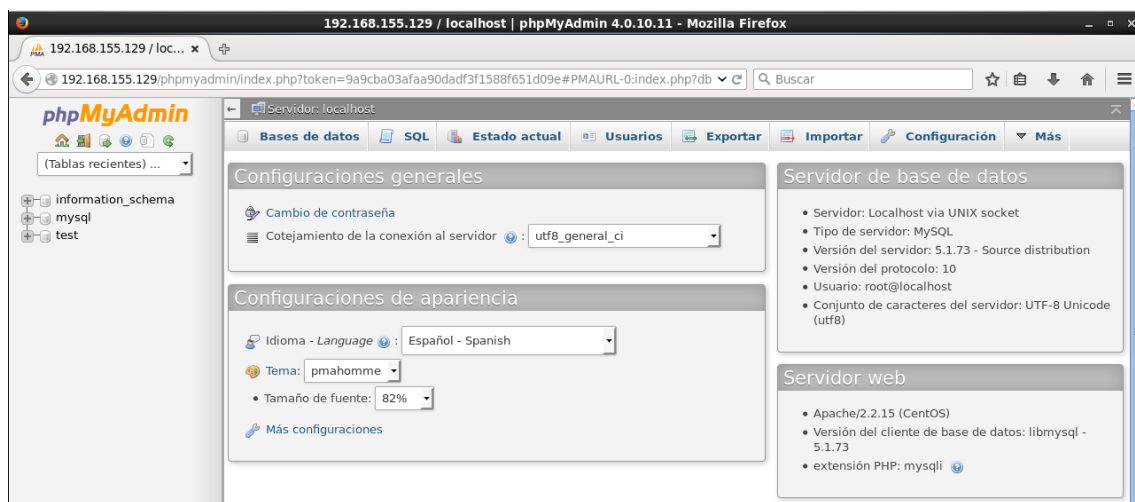 192.168.155.129 / localhost | phpMyAdmin 4.0.10.11 - Mozilla Firefox
192.168.155.129 / loc...
192.168.155.129/phpmyadmin/index.php?token=9a9cba03afaa90dadf3f1588f651d09e#PMAURL-0:index.php?db
Buscar
phpMyAdmin
(Tablas recientes) ...
information_schema
mysql
test
Servidor: localhost
Bases de datos SQL Estado actual Usuarios Exportar Importar Configuración Más
Configuraciones generales
Cambio de contraseña
Cotejamiento de la conexión al servidor : utf8_general_ci
Configuraciones de apariencia
Idioma - Language : Español - Spanish
Tema: pmahomme
• Tamaño de fuente: 82%
Más configuraciones
Servidor de base de datos
• Servidor: Localhost via UNIX socket
• Tipo de servidor: MySQL
• Versión del servidor: 5.1.73 - Source distribution
• Versión del protocolo: 10
• Usuario: root@localhost
• Conjunto de caracteres del servidor: UTF-8 Unicode
(utf8)
Servidor web
• Apache/2.2.15 (CentOS)
• Versión del cliente de base de datos: libmysql -
5.1.73
• extensión PHP: mysqli